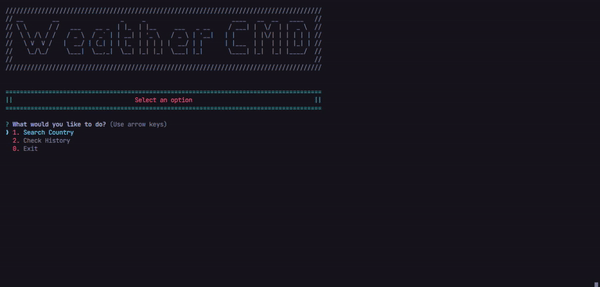 Weather CMD
Select an option
? What would you like to do? (Use arrow keys)
❯ 1. Search Country
2. Check History
0. Exit